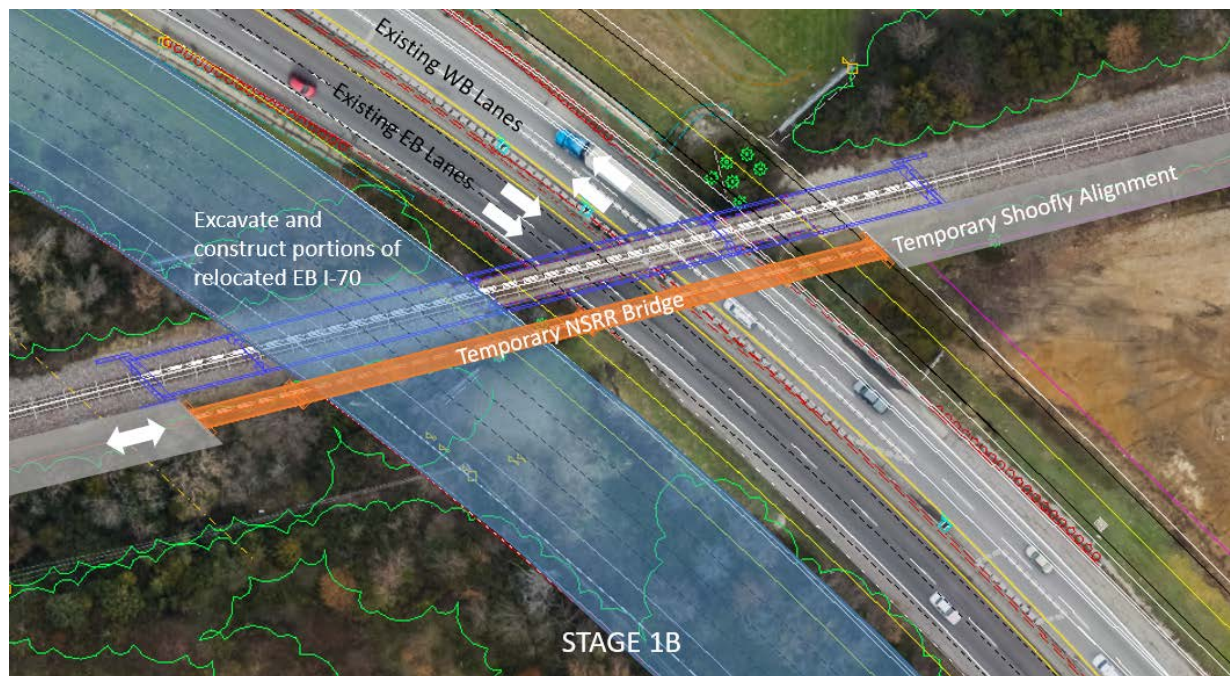 Existing WB Lanes
Existing EB Lanes
Excavate and
construct portions of
relocated EB I-70
Temporary Shoofly Alignment
Temporary NSRR Bridge
STAGE 1B